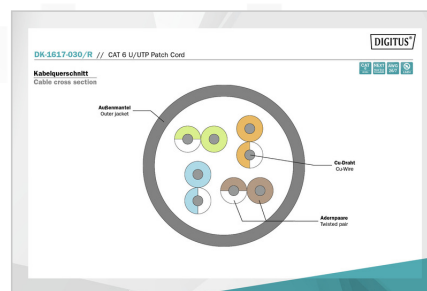 DIGITUS®
DK-1617-030/R // CAT 6 U/UTP Patch Cord
Kabelquerschnitt
Cable cross section
Außenmantel
Outer jacket
Cu-Draht
Cu-Wire
Aderepaare
Twisted pair